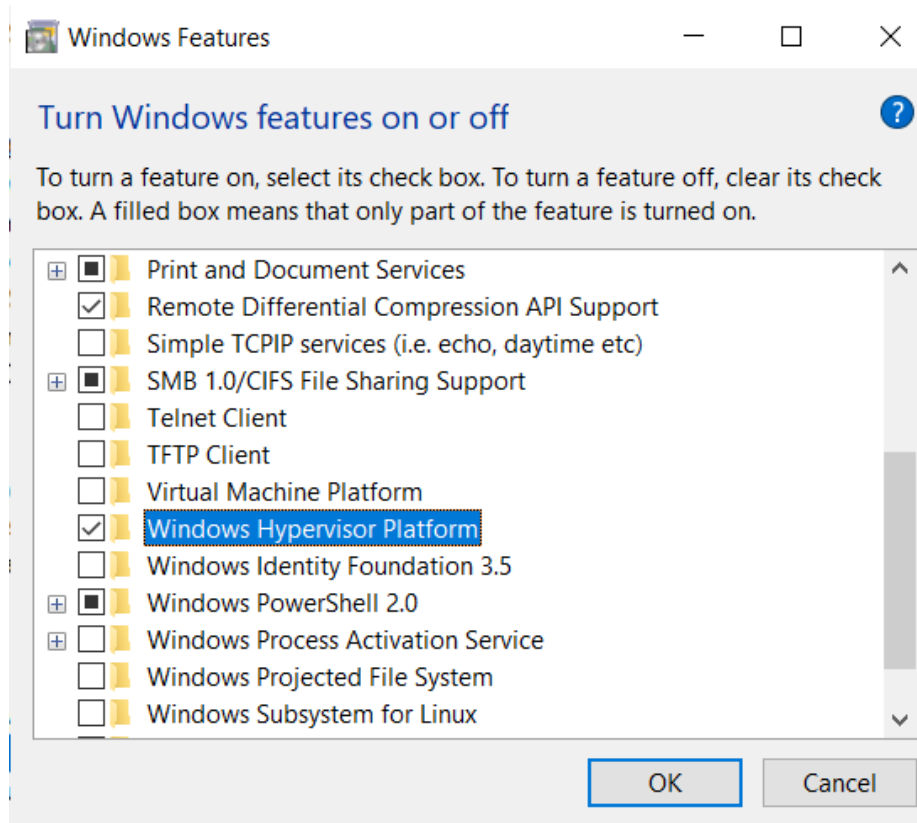 Windows Features
Turn Windows features on or off
?
To turn a feature on, select its check box. To turn a feature off, clear its check
box. A filled box means that only part of the feature is turned on.
Print and Document Services
Remote Differential Compression API Support
Simple TCPIP services (i.e. echo, daytime etc)
SMB 1.0/CIFS File Sharing Support
Telnet Client
TFTP Client
Virtual Machine Platform
Windows Hypervisor Platform
Windows Identity Foundation 3.5
Windows PowerShell 2.0
Windows Process Activation Service
Windows Projected File System
Windows Subsystem for Linux
OK
Cancel